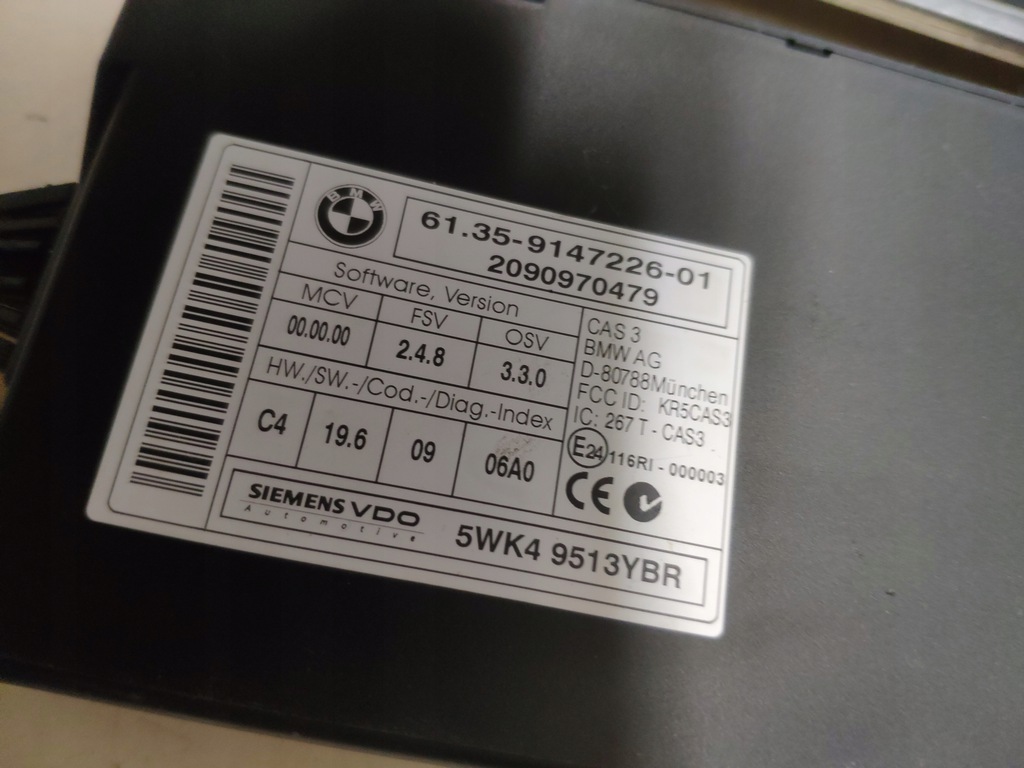 BMW
61.35-9147226-01
2090970479
Software, Version
MCV FSV OSV
00.00.00 2.4.8 3.3.0
HW./SW.-/Cod.-/Diag.-Index
C4 19.6 09 06A0
CAS 3
BMW AG
D-80788München
FCC ID: KR5CAS3
IC: 267 T - CAS3
E24 116RI - 000003
CE
SIEMENS VDO
Automotive
5WK4 9513YBR